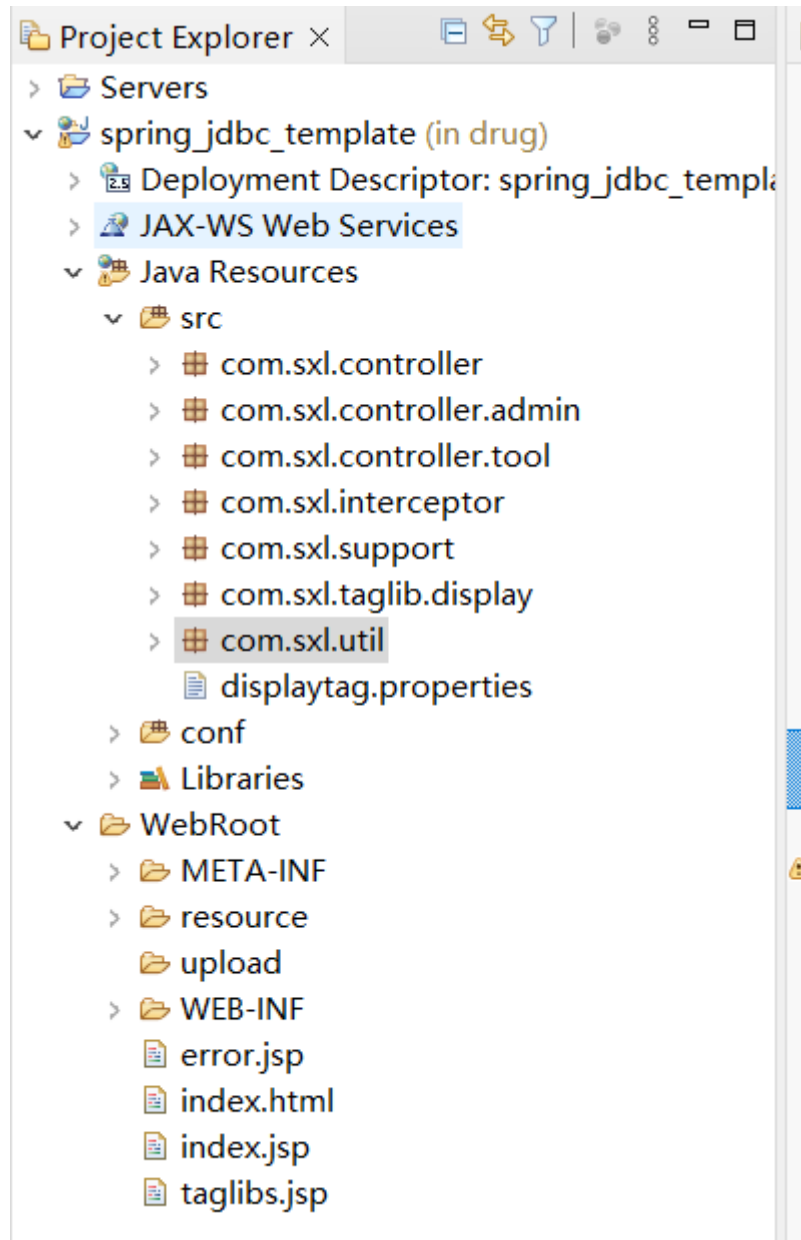 Project Explorer
Servers
spring_jdbc_template (in drug)
Deployment Descriptor: spring_jdbc_templa
JAX-WS Web Services
Java Resources
src
com.sxl.controller
com.sxl.controller.admin
com.sxl.controller.tool
com.sxl.interceptor
com.sxl.support
com.sxl.taglib.display
com.sxl.util
displaytag.properties
conf
Libraries
WebRoot
META-INF
resource
upload
WEB-INF
error.jsp
index.html
index.jsp
taglibs.jsp